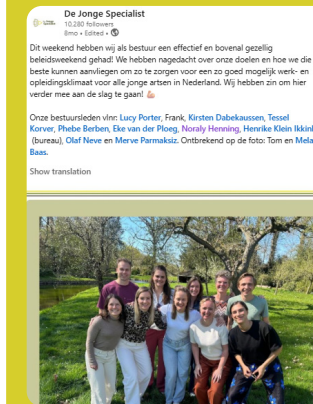 De Jonge Specialist
10,280 followers
8mo • Edited •
Dit weekend hebben wij als bestuur een effectief en bovenal gezellig
beleidsweekend gehad! We hebben nagedacht over onze doelen en hoe we die
beste kunnen aanvliegen om zo te zorgen voor een zo goed mogelijk werk- en
opleidingsklimaat voor alle jonge artsen in Nederland. Wij hebben zin om hier
verder mee aan de slag te gaan! 💪
Onze bestuursleden vlnr: Lucy Porter, Frank, Kirsten Dabekaussen, Tessel
Korver, Phebe Berben, Eke van der Ploeg, Noraly Henning, Henrike Klein Ikkink
(bureau), Olaf Neve en Merve Parmaksiz. Ontbrekend op de foto: Tom en Mela
Baas.
Show translation